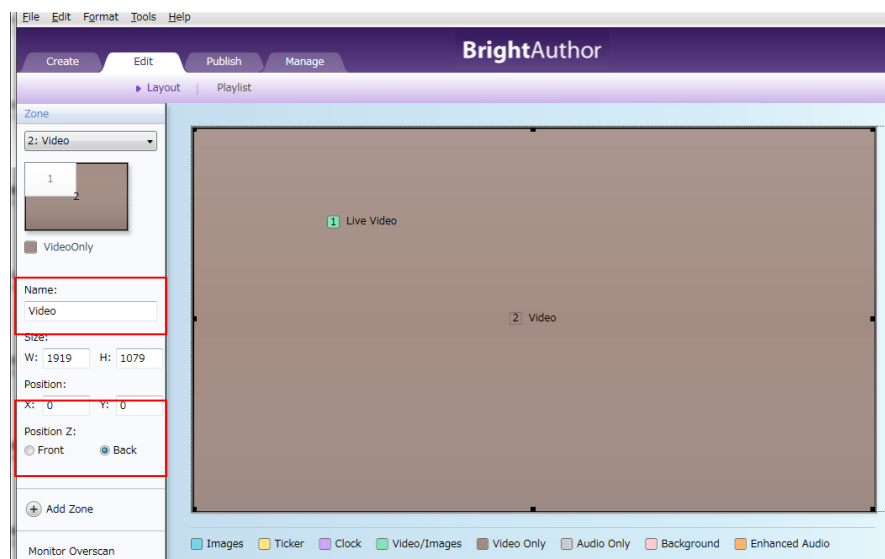 File Edit Format Tools Help
BrightAuthor
Create Edit Publish Manage
Layout | Playlist
Zone
2: Video
1
2
VideoOnly
Name:
Video
Size:
W: 1919 H: 1079
Position:
X: 0 Y: 0
Position Z:
Front Back
Add Zone
Monitor Overscan
1 Live Video
2 Video
Images Ticker Clock Video/Images Video Only Audio Only Background Enhanced Audio